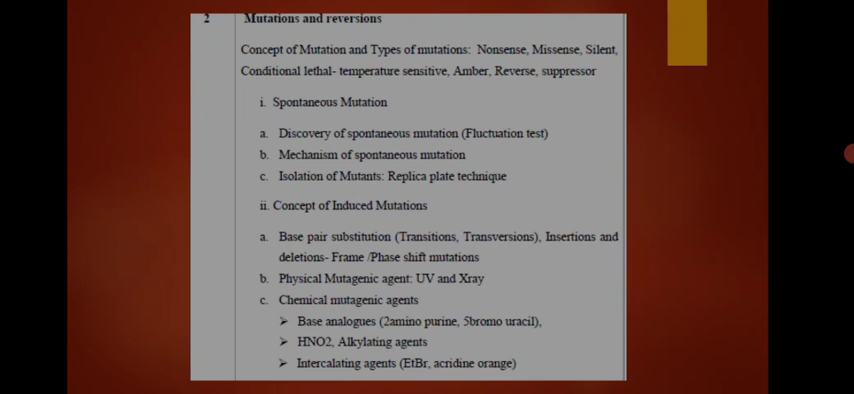 2 Mutations and reversions
Concept of Mutation and Types of mutations: Nonsense, Missense, Silent,
Conditional lethal- temperature sensitive, Amber, Reverse, suppressor
i. Spontaneous Mutation
a. Discovery of spontaneous mutation (Fluctuation test)
b. Mechanism of spontaneous mutation
c. Isolation of Mutants: Replica plate technique
ii. Concept of Induced Mutations
a. Base pair substitution (Transitions, Transversions), Insertions and
deletions- Frame /Phase shift mutations
b. Physical Mutagenic agent: UV and Xray
c. Chemical mutagenic agents
➢ Base analogues (2amino purine, 5bromo uracil),
➢ HNO2, Alkylating agents
➢ Intercalating agents (EtBr, acridine orange)